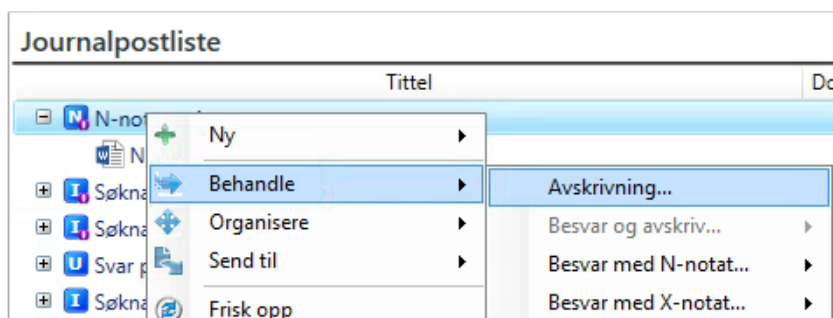 Journalpostliste
Tittel
N-not
Ny
N
Behandle
Avskrivning...
Søkna
Organisere
Besvar og avskriv...
Søkna
Send til
Besvar med N-notat...
U Svar p
Frisk opp
Besvar med X-notat...
I Søkna